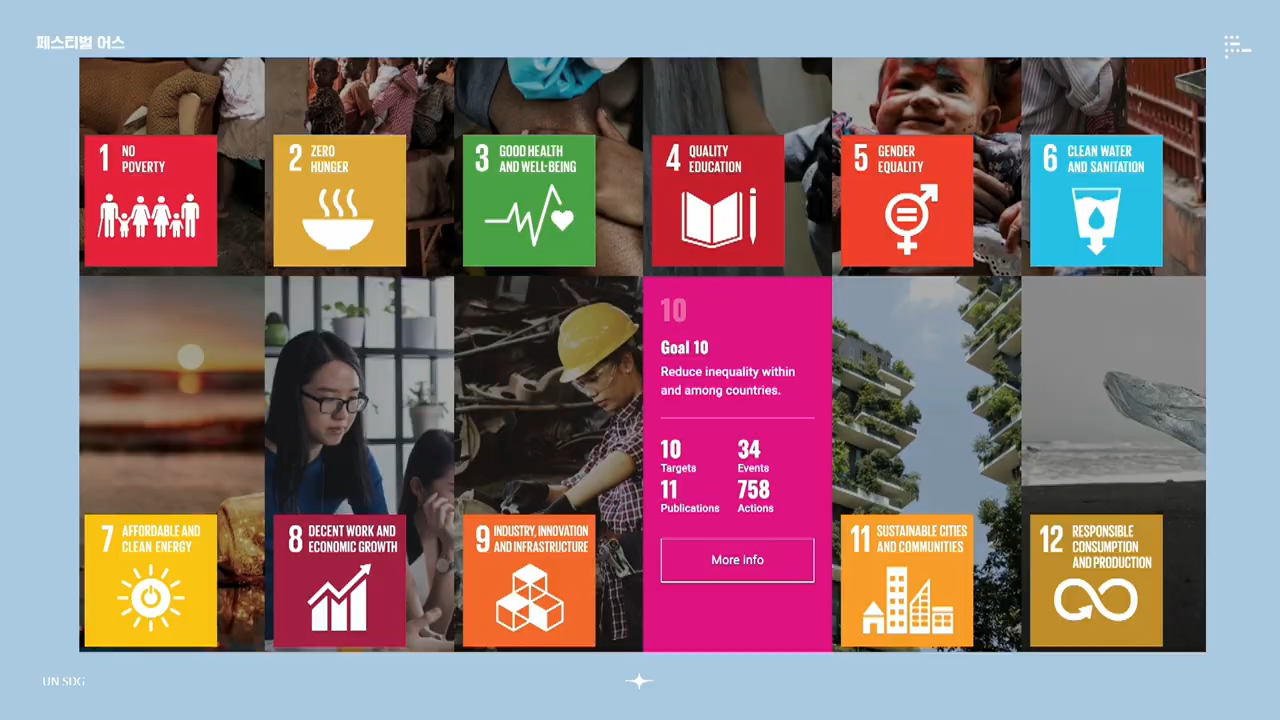 페스티벌 어스
1 NO
POVERTY
2 ZERO
HUNGER
3 GOOD HEALTH
AND WELL-BEING
4 QUALITY
EDUCATION
5 GENDER
EQUALITY
6 CLEAN WATER
AND SANITATION
7 AFFORDABLE AND
CLEAN ENERGY
8 DECENT WORK AND
ECONOMIC GROWTH
9 INDUSTRY, INNOVATION
AND INFRASTRUCTURE
10
Goal 10
Reduce inequality within
and among countries.
10 34
Targets Events
11 758
Publications Actions
More info
11 SUSTAINABLE CITIES
AND COMMUNITIES
12 RESPONSIBLE
CONSUMPTION
AND PRODUCTION
UN SDG